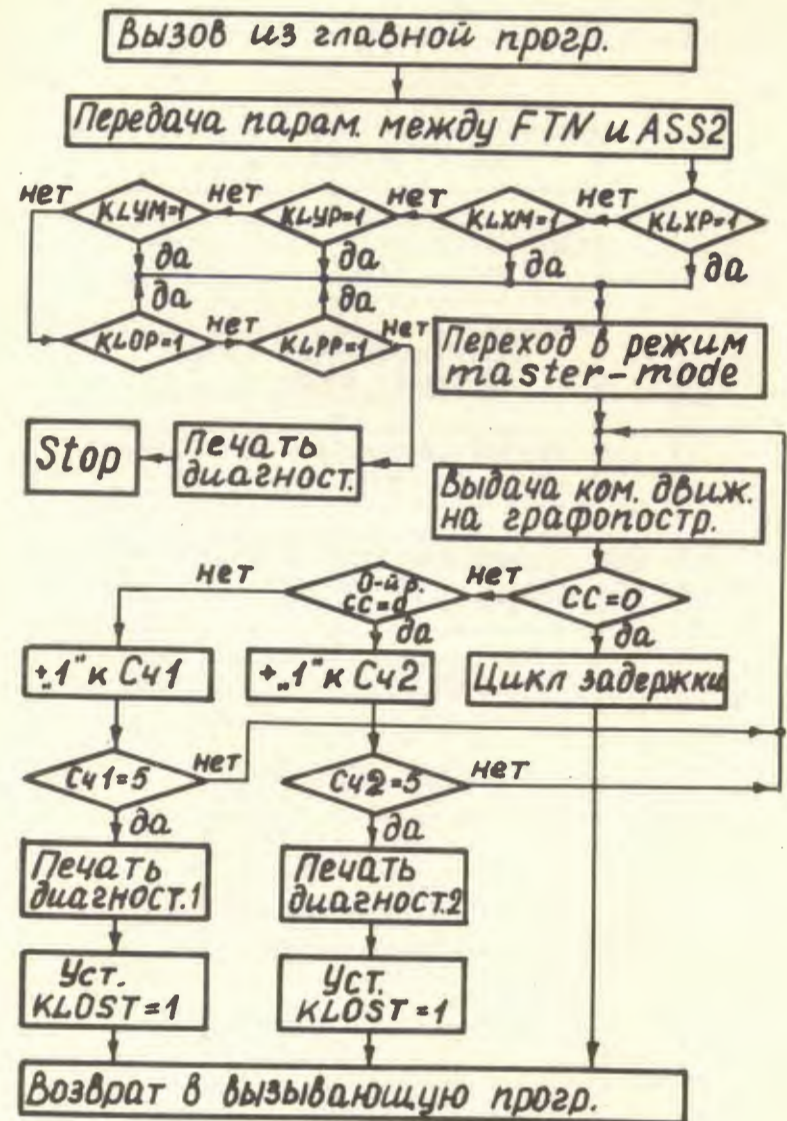 Вызов из главной прогр.
Передача парам. между FTN и ASS2
нет
KLYM=1
нет
KLYP=1
нет
KLXM=1
нет
KLXP=1
да
да
да
да
да
да
KLOP=1
нет
KLPP=1
нет
Переход в режим
master-mode
Stop
Печать
диагност.
Выдача ком. движ.
на графопостр.
нет
0-й р.
CC=0
нет
CC=0
да
да
+„1“ к Сч1
+„1“ к Сч2
Цикл задержки
Сч1=5
нет
Сч2=5
нет
да
да
Печать
диагност.1
Печать
диагност.2
Уст.
KLOST=1
Уст.
KLOST=1
Возврат в вызывающую прогр.